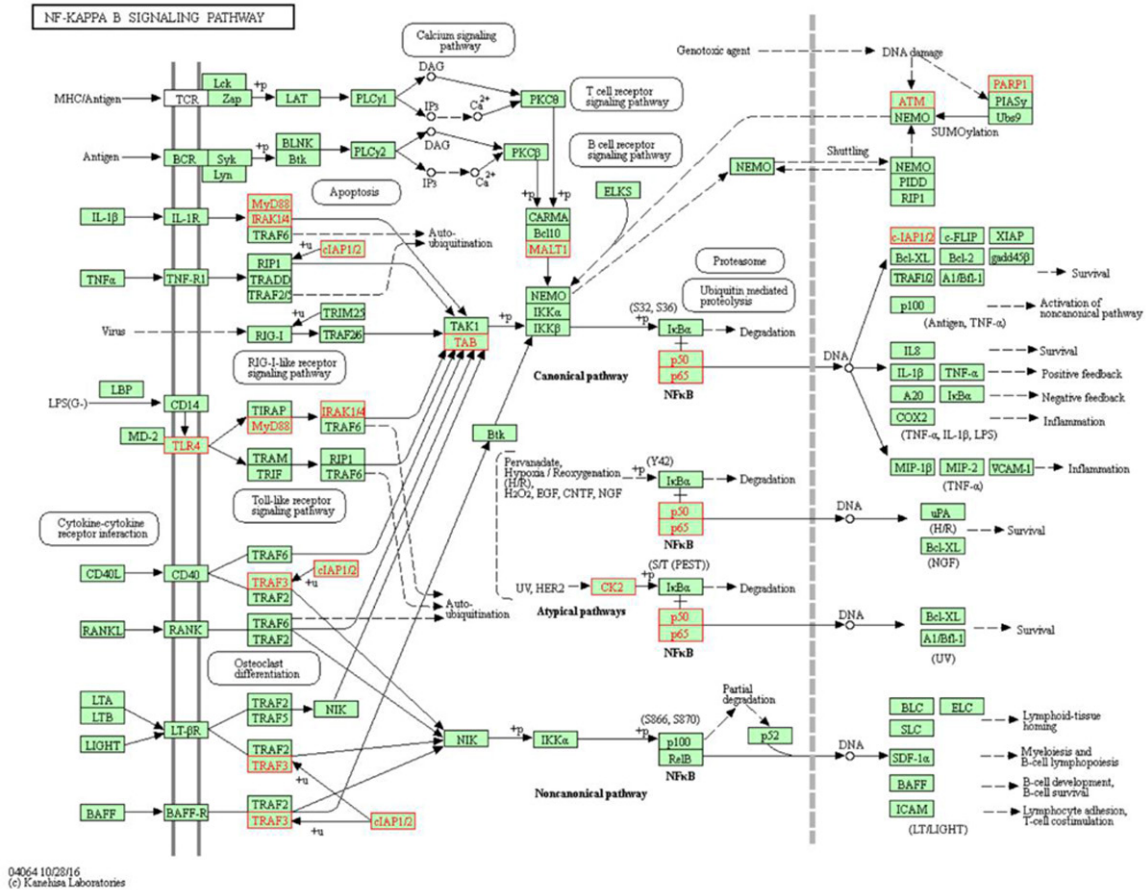 NF-KAPPA B SIGNALING PATHWAY
Calcium signaling
pathway
Genotoxic agent
DNA damage
MHC/Antigen
TCR
Lck
Zap
+p
LAT
PLCγ1
DAG
IP3
Ca2+
PKCθ
T cell receptor
signaling pathway
ATM
NEMO
PARP1
PIASy
Ubs9
SUMOylation
Antigen
BCR
Syk
Lyn
+p
BLNK
Btk
PLCγ2
DAG
IP3
Ca2+
PKCβ
B cell receptor
signaling pathway
NEMO
Shuttling
NEMO
PIDD
RIP1
Apoptosis
+p
+p
ELKS
IL-1β
IL-1R
MyD88
IRAK1/4
TRAF6
Auto-
ubiquitination
CARMA
Bcl10
MALT1
+u
cIAP1/2
TNFα
TNF-R1
RIP1
TRADD
TRAF2/5
Proteasome
Ubiquitin mediated
proteolysis
c-IAP1/2
c-FLIP
XIAP
Bcl-XL
Bcl-2
gadd45β
TRAF1/2
A1/Bfl-1
Survival
p100
Activation of
noncanonical pathway
(Antigen, TNF-α)
Virus
RIG-I
+u
TRIM25
TRAF2/6
TAK1
TAB
+p
NEMO
IKKα
IKKβ
(S32, S36)
+p
IκBα
Degradation
p50
p65
NFκB
Canonical pathway
DNA
RIG-I-like receptor
signaling pathway
IL8
Survival
IL-1β
TNF-α
Positive feedback
A20
IκBα
Negative feedback
COX2
Inflammation
(TNF-α, IL-1β, LPS)
LBP
LPS(G-)
CD14
MD-2
TLR4
TIRAP
MyD88
IRAK1/4
TRAF6
TRAM
TRIF
RIP1
TRAF6
Toll-like receptor
signaling pathway
Btk
MIP-1β
MIP-2
VCAM-1
Inflammation
(TNF-α)
Pervanadate,
Hypoxia / Reoxygenation
(H/R),
H2O2, EGF, CNTF, NGF
+p
(Y42)
IκBα
Degradation
p50
p65
NFκB
DNA
uPA
(H/R)
Survival
Bcl-XL
(NGF)
Cytokine-cytokine
receptor interaction
CD40L
CD40
TRAF6
TRAF3
TRAF2
cIAP1/2
+u
Auto-
ubiquitination
UV, HER2
CK2
+p
(S/T (PEST))
IκBα
Degradation
Atypical pathways
p50
p65
NFκB
DNA
Bcl-XL
A1/Bfl-1
Survival
(UV)
RANKL
RANK
TRAF6
TRAF2
Osteoclast
differentiation
LTA
LTB
LIGHT
LT-βR
TRAF2
TRAF5
NIK
TRAF2
TRAF3
+u
NIK
+p
IKKα
+p
(S866, S870)
p100
RelB
NFκB
Partial
degradation
p52
DNA
Noncanonical pathway
BLC
ELC
SLC
Lymphoid-tissue
homing
SDF-1α
Myeloiesis and
B-cell lymphopoiesis
BAFF
B-cell development,
B-cell survival
ICAM
Lymphocyte adhesion,
T-cell costimulation
(LT/LIGHT)
BAFF
BAFF-R
TRAF2
TRAF3
+u
cIAP1/2
04064 10/28/16
(c) Kanehisa Laboratories